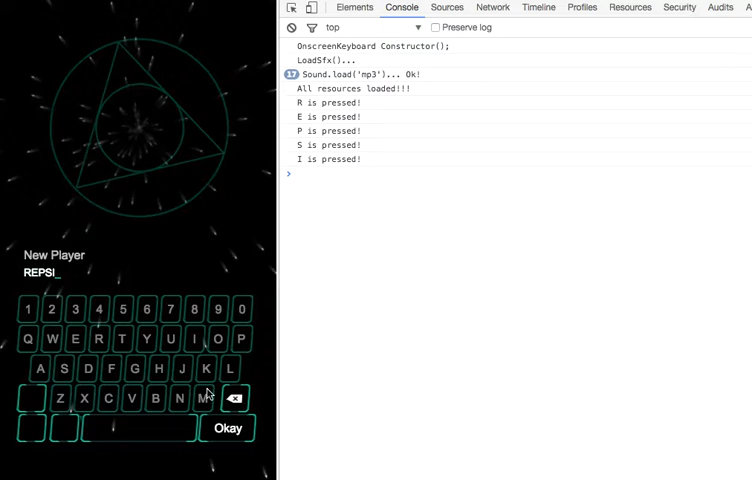 Elements Console Sources Network Timeline Profiles Resources Security Audits A
top Preserve log
OnscreenKeyboard Constructor();
LoadSfx()...
17 Sound.load('mp3')... Ok!
All resources loaded!!!
R is pressed!
E is pressed!
P is pressed!
S is pressed!
I is pressed!
New Player
REPSI_
1 2 3 4 5 6 7 8 9 0
Q W E R T Y U I O P
A S D F G H J K L
Z X C V B N M
Okay